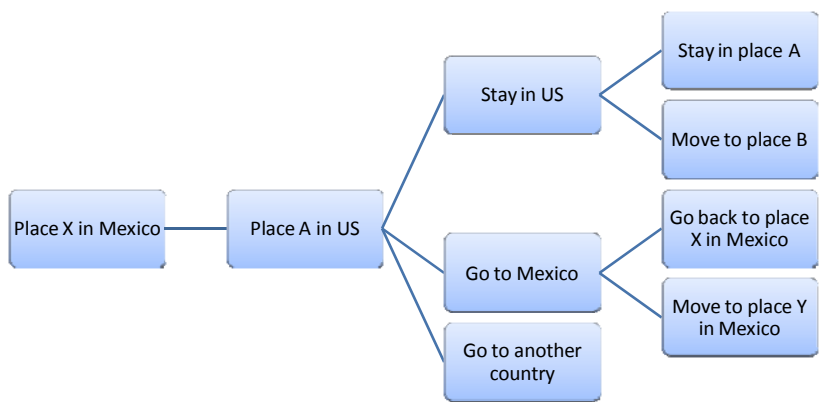 Place X in Mexico
Place A in US
Stay in US
Stay in place A
Move to place B
Go to Mexico
Go back to place
X in Mexico
Move to place Y
in Mexico
Go to another
country